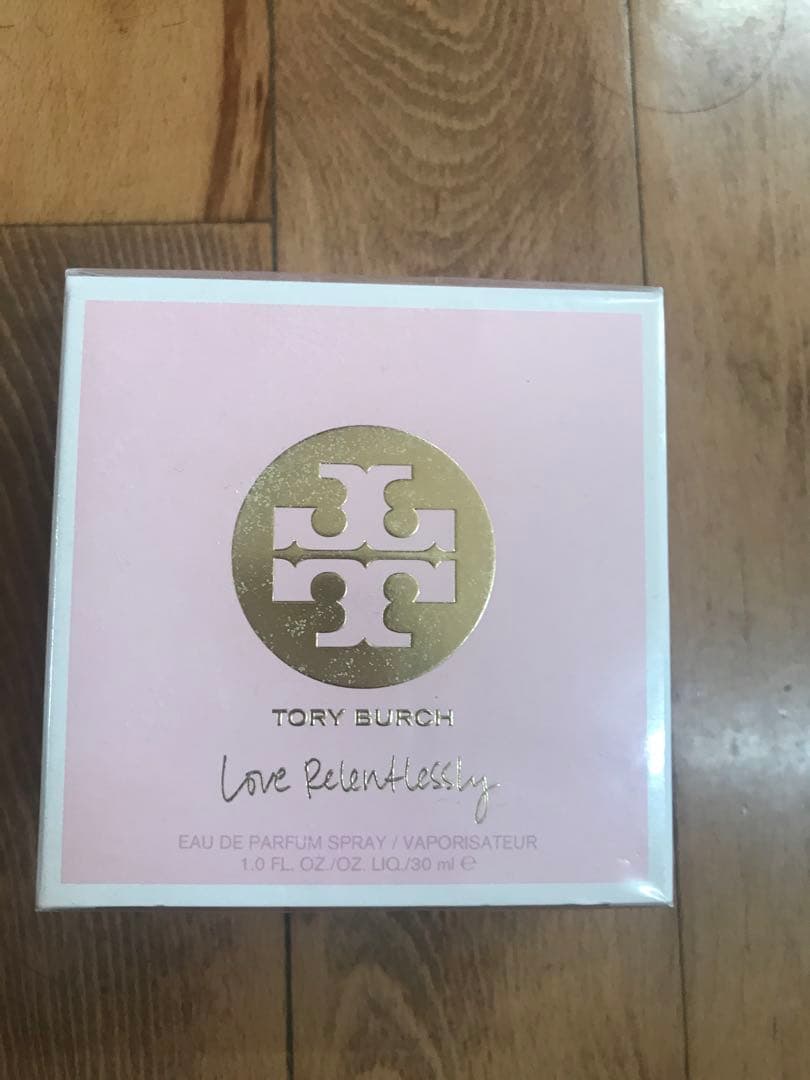 TORY BURCH
Love Relentlessly
EAU DE PARFUM SPRAY / VAPORISATEUR
1.0 FL. OZ./OZ. LIQ./30 ml ℮